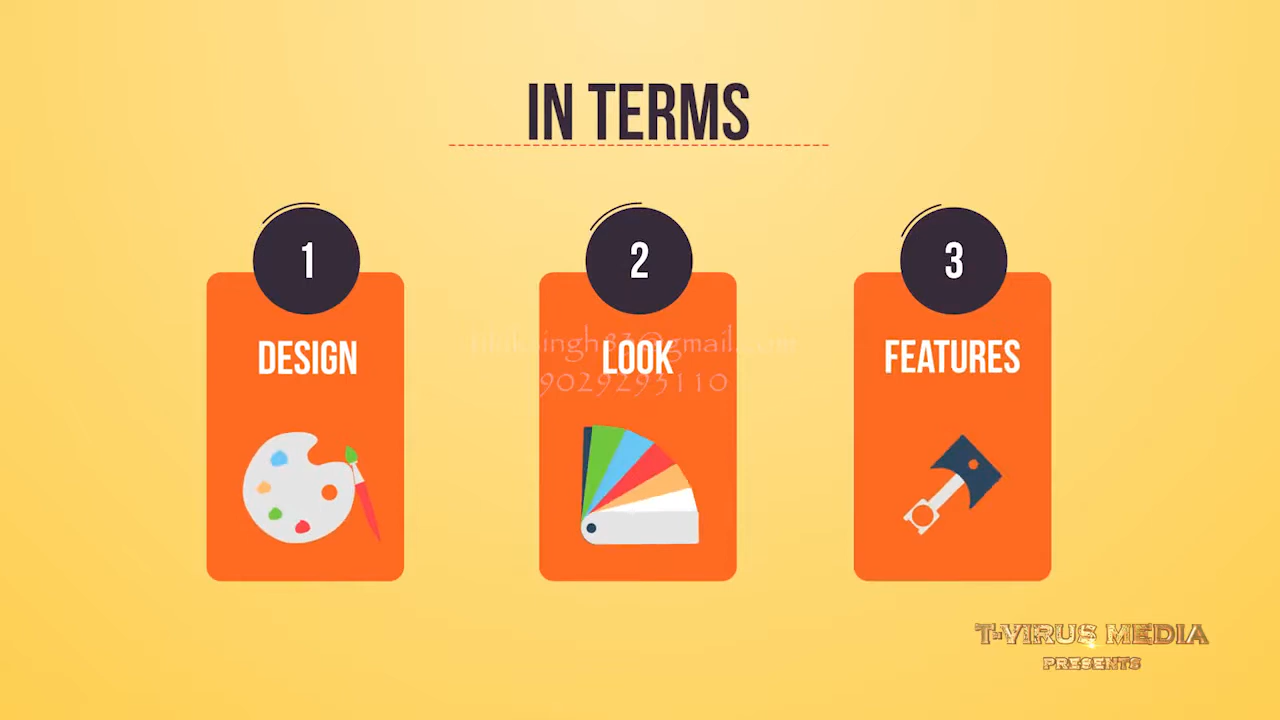 IN TERMS
1
2
3
DESIGN
LOOK
FEATURES
9029293110
T-VIRUS MEDIA
PRESENTS